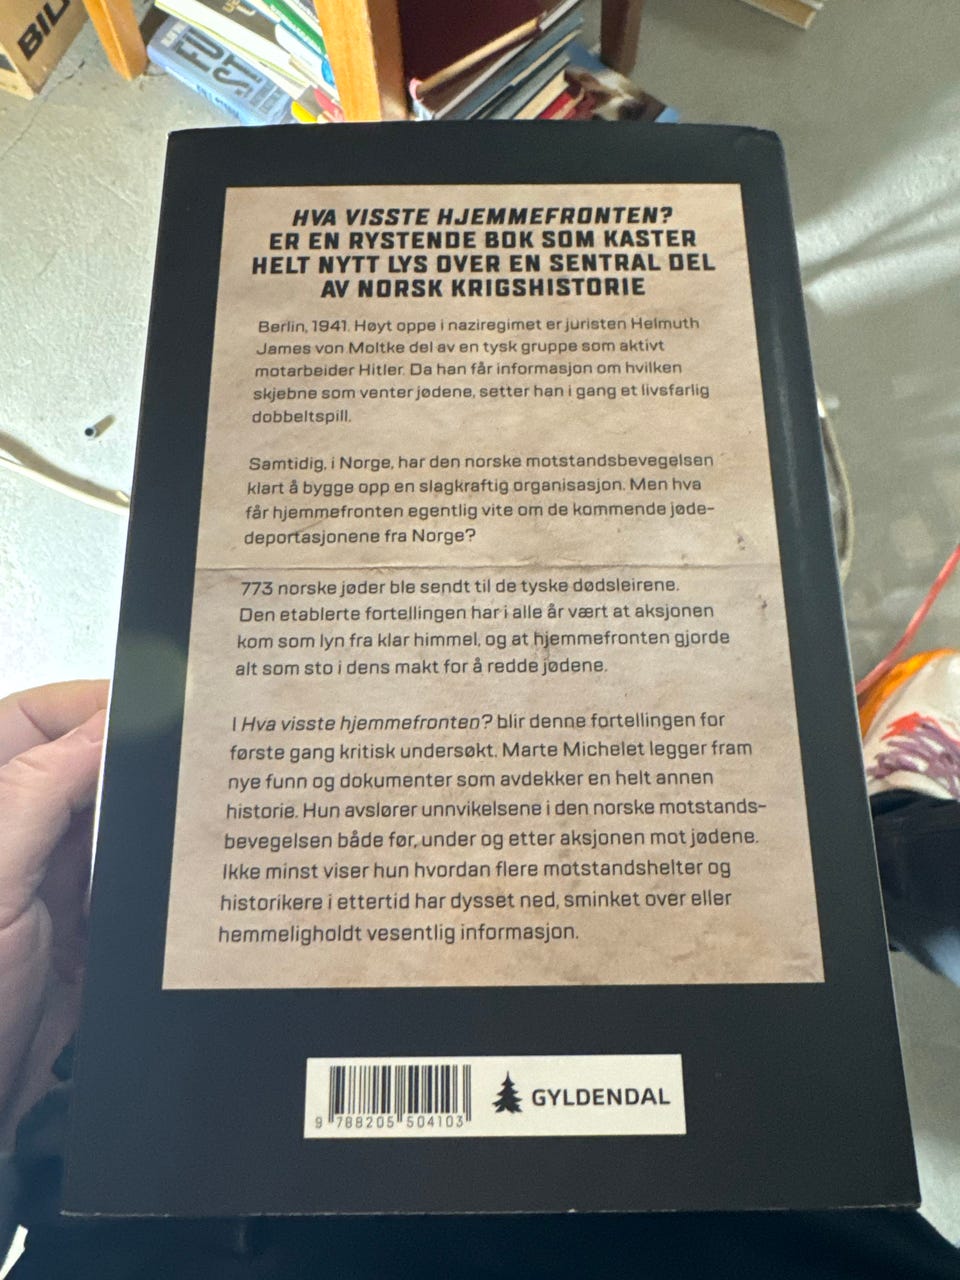 BIL
FU
ST
HVA VISSTE HJEMMEFRONTEN?
ER EN RYSTENDE BOK SOM KASTER
HELT NYTT LYS OVER EN SENTRAL DEL
AV NORSK KRIGSHISTORIE
Berlin, 1941. Høyt oppe i naziregimet er juristen Helmuth
James von Moltke del av en tysk gruppe som aktivt
motarbeider Hitler. Da han får informasjon om hvilken
skjebne som venter jødene, setter han i gang et livsfarlig
dobbeltspill.
Samtidig, i Norge, har den norske motstandsbevegelsen
klart å bygge opp en slagkraftig organisasjon. Men hva
får hjemmefronten egentlig vite om de kommende jøde-
deportasjonene fra Norge?
773 norske jøder ble sendt til de tyske dødsleirene.
Den etablerte fortellingen har i alle år vært at aksjonen
kom som lyn fra klar himmel, og at hjemmefronten gjorde
alt som sto i dens makt for å redde jødene.
I Hva visste hjemmefronten? blir denne fortellingen for
første gang kritisk undersøkt. Marte Michelet legger fram
nye funn og dokumenter som avdekker en helt annen
historie. Hun avslører unnvikelsene i den norske motstands-
bevegelsen både før, under og etter aksjonen mot jødene.
Ikke minst viser hun hvordan flere motstandshelter og
historikere i ettertid har dysset ned, sminket over eller
hemmeligholdt vesentlig informasjon.
9 788205 504103
GYLDENDAL